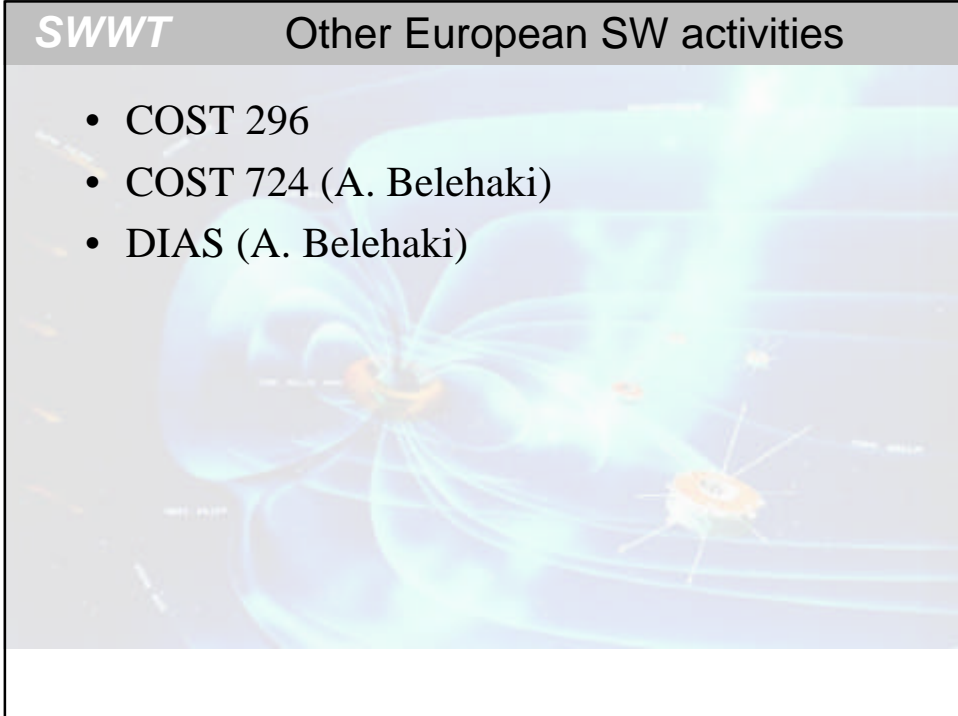 SWWT Other European SW activities
• COST 296
• COST 724 (A. Belehaki)
• DIAS (A. Belehaki)